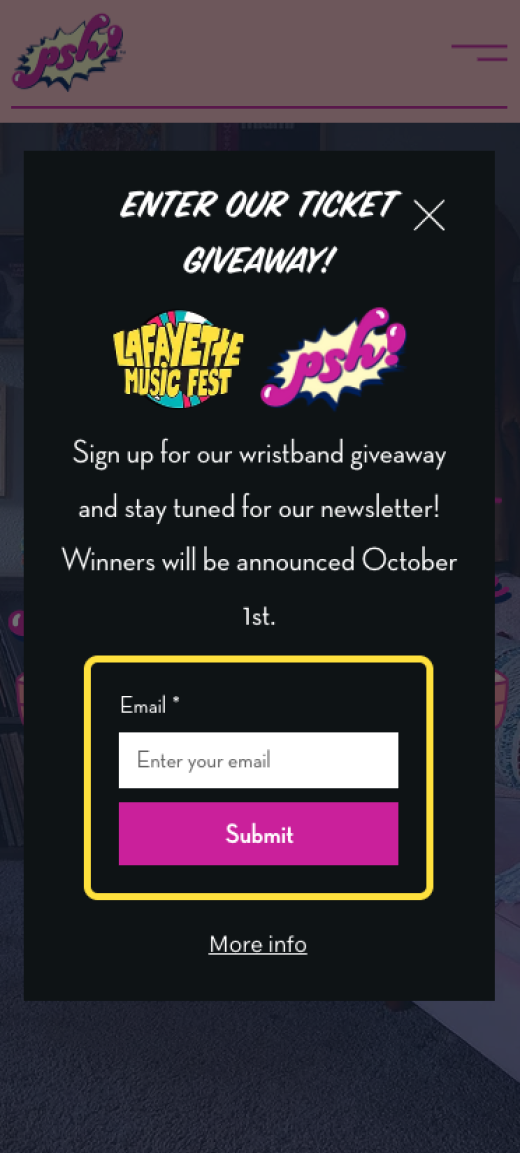 psh!
ENTER OUR TICKET
GIVEAWAY!
LAFAYETTE
MUSIC FEST
psh!
Sign up for our wristband giveaway
and stay tuned for our newsletter!
Winners will be announced October
1st.
Email *
Enter your email
Submit
More info